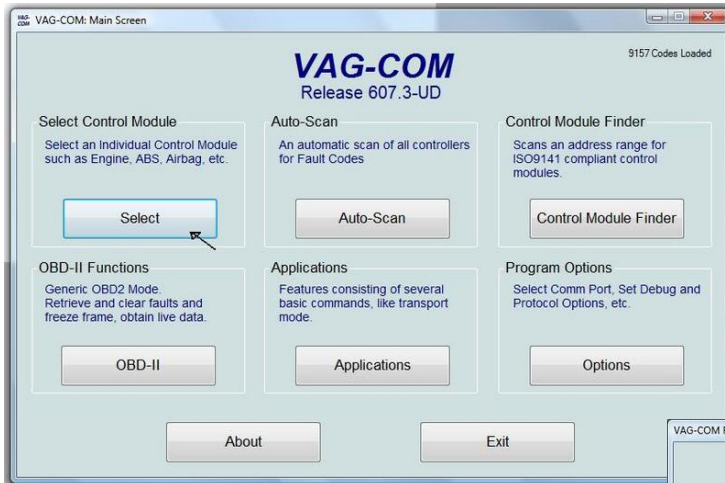 VAG-COM: Main Screen
9157 Codes Loaded
VAG-COM
Release 607.3-UD
Select Control Module
Select an Individual Control Module
such as Engine, ABS, Airbag, etc.
Select
Auto-Scan
An automatic scan of all controllers
for Fault Codes
Auto-Scan
Control Module Finder
Scans an address range for
ISO9141 compliant control
modules.
Control Module Finder
OBD-II Functions
Generic OBD2 Mode.
Retrieve and clear faults and
freeze frame, obtain live data.
OBD-II
Applications
Features consisting of several
basic commands, like transport
mode.
Applications
Program Options
Select Comm Port, Set Debug and
Protocol Options, etc.
Options
About
Exit
VAG-COM